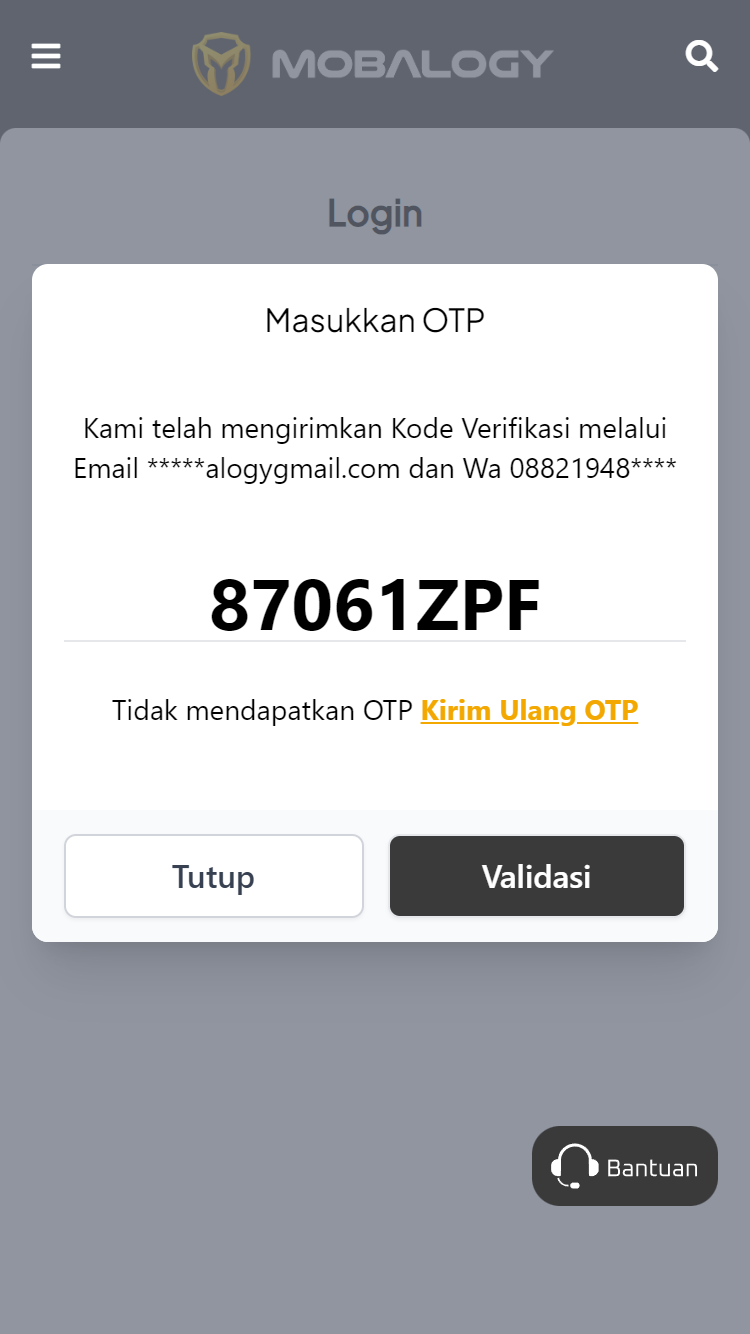 MOBALOGY
Login
Masukkan OTP
Kami telah mengirimkan Kode Verifikasi melalui
Email *****alogygmail.com dan Wa 08821948****
87061ZPF
Tidak mendapatkan OTP Kirim Ulang OTP
Tutup
Validasi
Bantuan